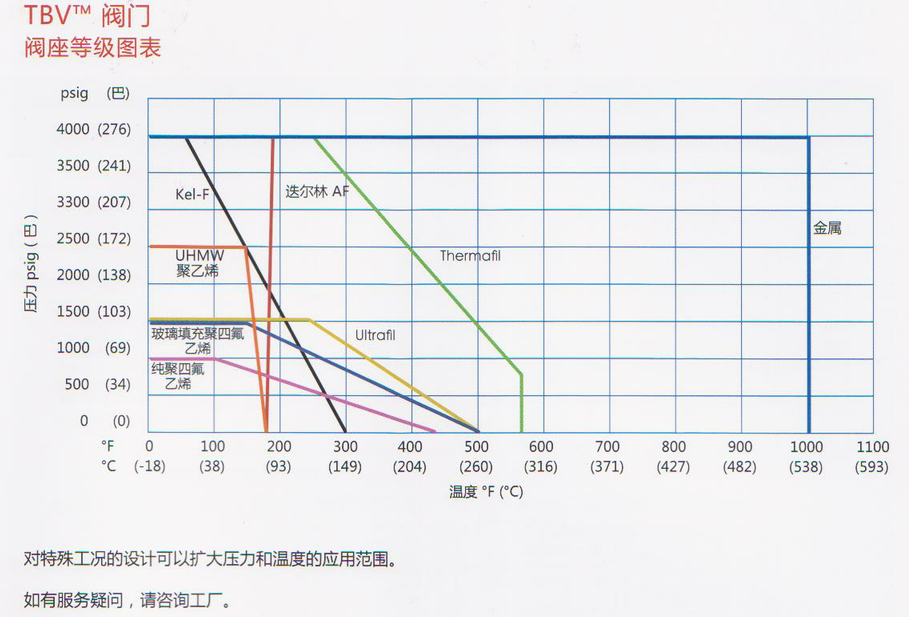 TBV™ 阀门
阀座等级图表
psig (巴)
4000 (276)
3500 (241)
3300 (207)
2500 (172)
2000 (138)
1500 (103)
1000 (69)
500 (34)
0 (0)
压力 psig (巴)
Kel-F
迭尔林 AF
金属
UHMW
聚乙烯
Thermafil
玻璃填充聚四氟
乙烯
Ultrafil
纯聚四氟
乙烯
°F 0 100 200 300 400 500 600 700 800 900 1000 1100
°C (-18) (38) (93) (149) (204) (260) (316) (371) (427) (482) (538) (593)
温度 °F (°C)
对特殊工况的设计可以扩大压力和温度的应用范围。
如有服务疑问，请咨询工厂。